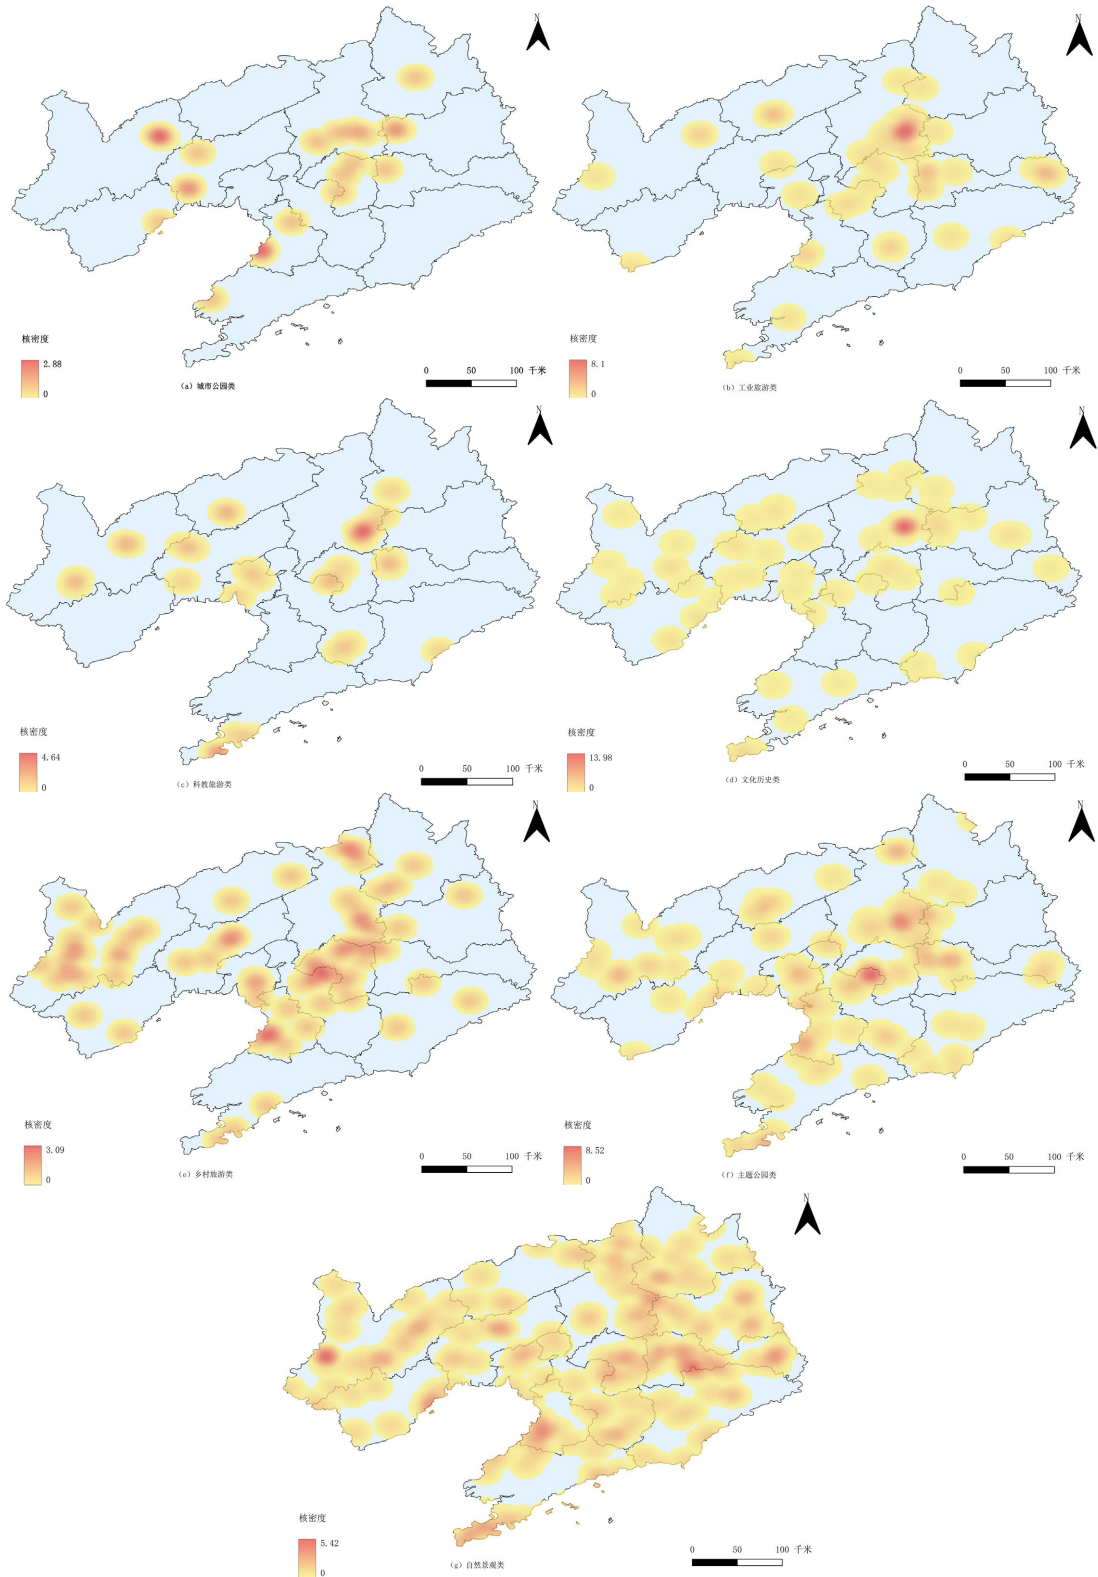 N
N
核密度
2.88
0
0 50 100 千米
(a) 城市公园类
核密度
8.1
0
0 50 100 千米
(b) 工业旅游类
N
N
核密度
4.64
0
0 50 100 千米
(c) 科教旅游类
核密度
13.98
0
0 50 100 千米
(d) 文化历史类
N
N
核密度
3.09
0
0 50 100 千米
(e) 乡村旅游类
核密度
8.52
0
0 50 100 千米
(f) 主题公园类
N
核密度
5.42
0
0 50 100 千米
(g) 自然景观类